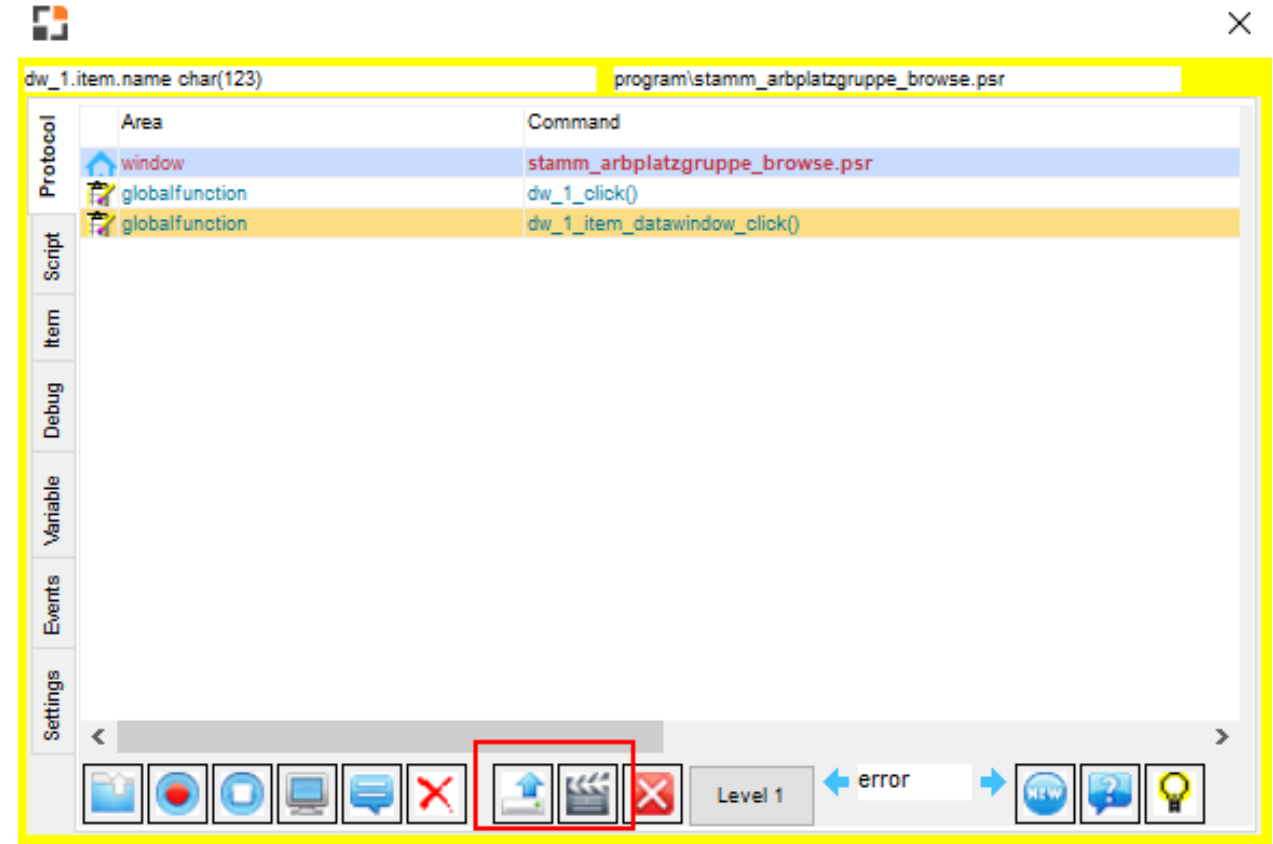 dw_1.item.name char(123) program\stamm_arbplatzgruppe_browse.psr
Area Command
window stamm_arbplatzgruppe_browse.psr
globalfunction dw_1_click()
globalfunction dw_1_item_datawindow_click()
Protocol
Script
Item
Debug
Variable
Events
Settings
Level 1
error
NEW